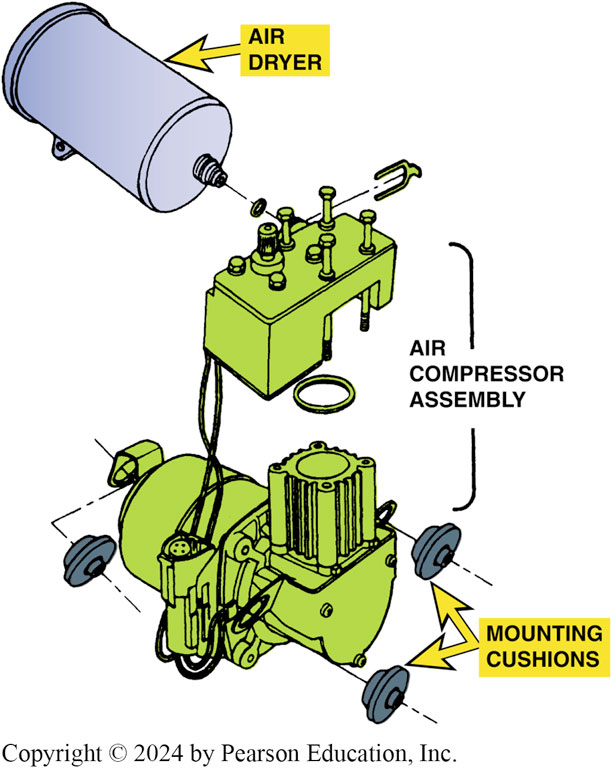 AIR
DRYER
AIR
COMPRESSOR
ASSEMBLY
MOUNTING
CUSHIONS
Copyright © 2024 by Pearson Education, Inc.